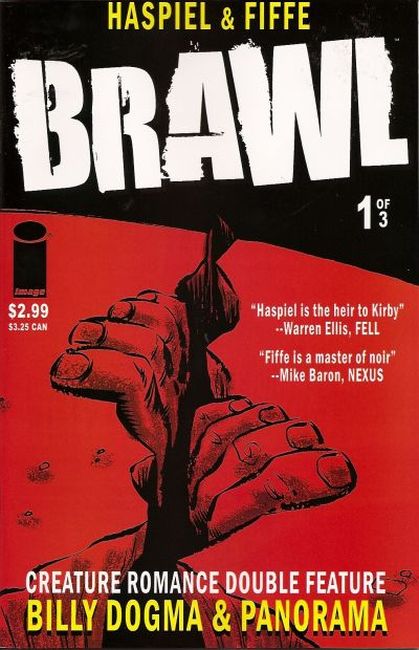 HASPIEL & FIFFE
BRAWL
1 OF 3
Image
$2.99
$3.25 CAN
“Haspiel is the heir to Kirby”
--Warren Ellis, FELL
“Fiffe is a master of noir”
--Mike Baron, NEXUS
CREATURE ROMANCE DOUBLE FEATURE
BILLY DOGMA & PANORAMA